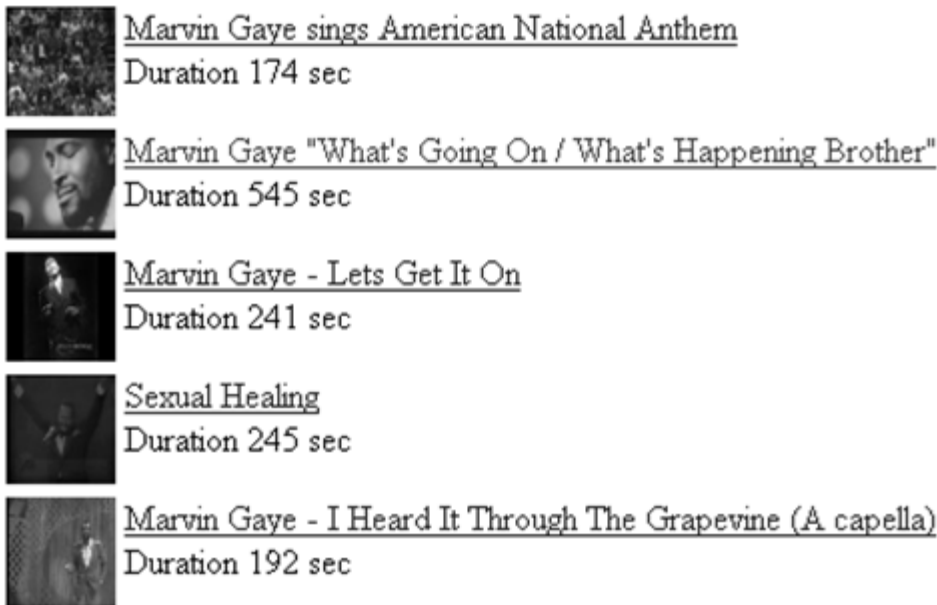 Marvin Gaye sings American National Anthem
Duration 174 sec
Marvin Gaye "What's Going On / What's Happening Brother"
Duration 545 sec
Marvin Gaye - Lets Get It On
Duration 241 sec
Sexual Healing
Duration 245 sec
Marvin Gaye - I Heard It Through The Grapevine (A capella)
Duration 192 sec